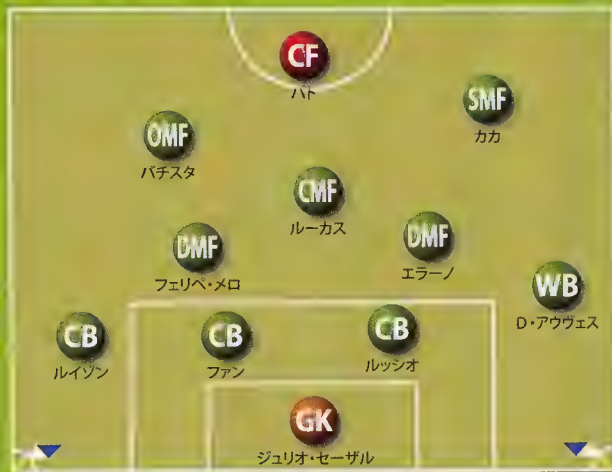 CF
パト
SMF
カカ
OMF
バチスタ
CMF
ルーカス
DMF
フェリペ・メロ
DMF
エラーノ
WB
D・アウヴェス
CB
ルイゾン
CB
ファン
CB
ルッシオ
GK
ジュリオ・セーザル